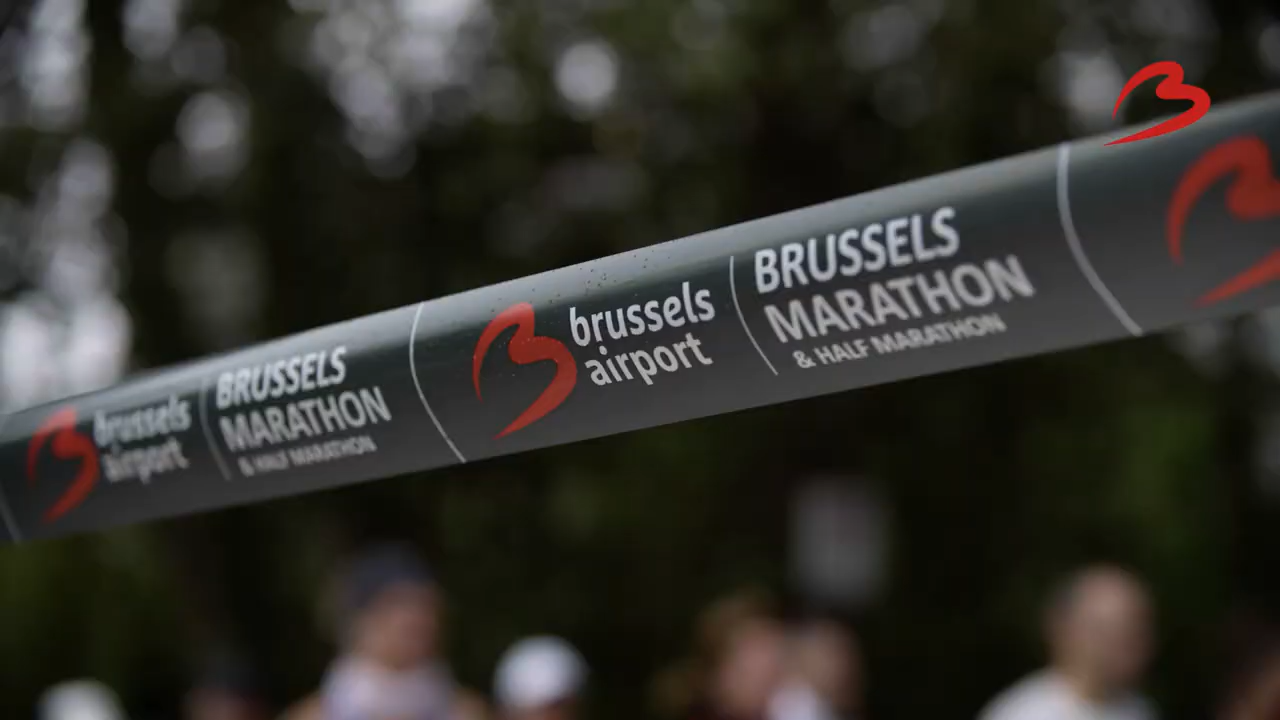 brussels
airport
BRUSSELS
MARATHON
& HALF MARATHON
brussels
airport
BRUSSELS
MARATHON
& HALF MARATHON